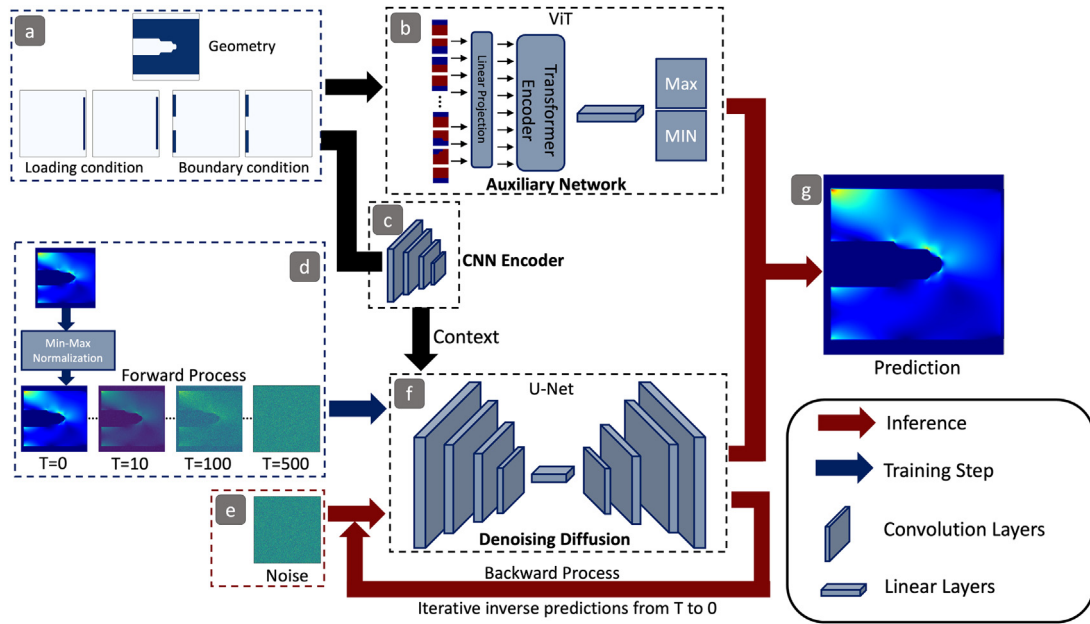 a
Geometry
Loading condition
Boundary condition
b
ViT
Linear Projection
Transformer
Encoder
Max
MIN
Auxiliary Network
c
CNN Encoder
Context
d
Min-Max
Normalization
Forward Process
T=0
T=10
T=100
T=500
e
Noise
f
U-Net
Denoising Diffusion
Backward Process
Iterative inverse predictions from T to 0
g
Prediction
Inference
Training Step
Convolution Layers
Linear Layers